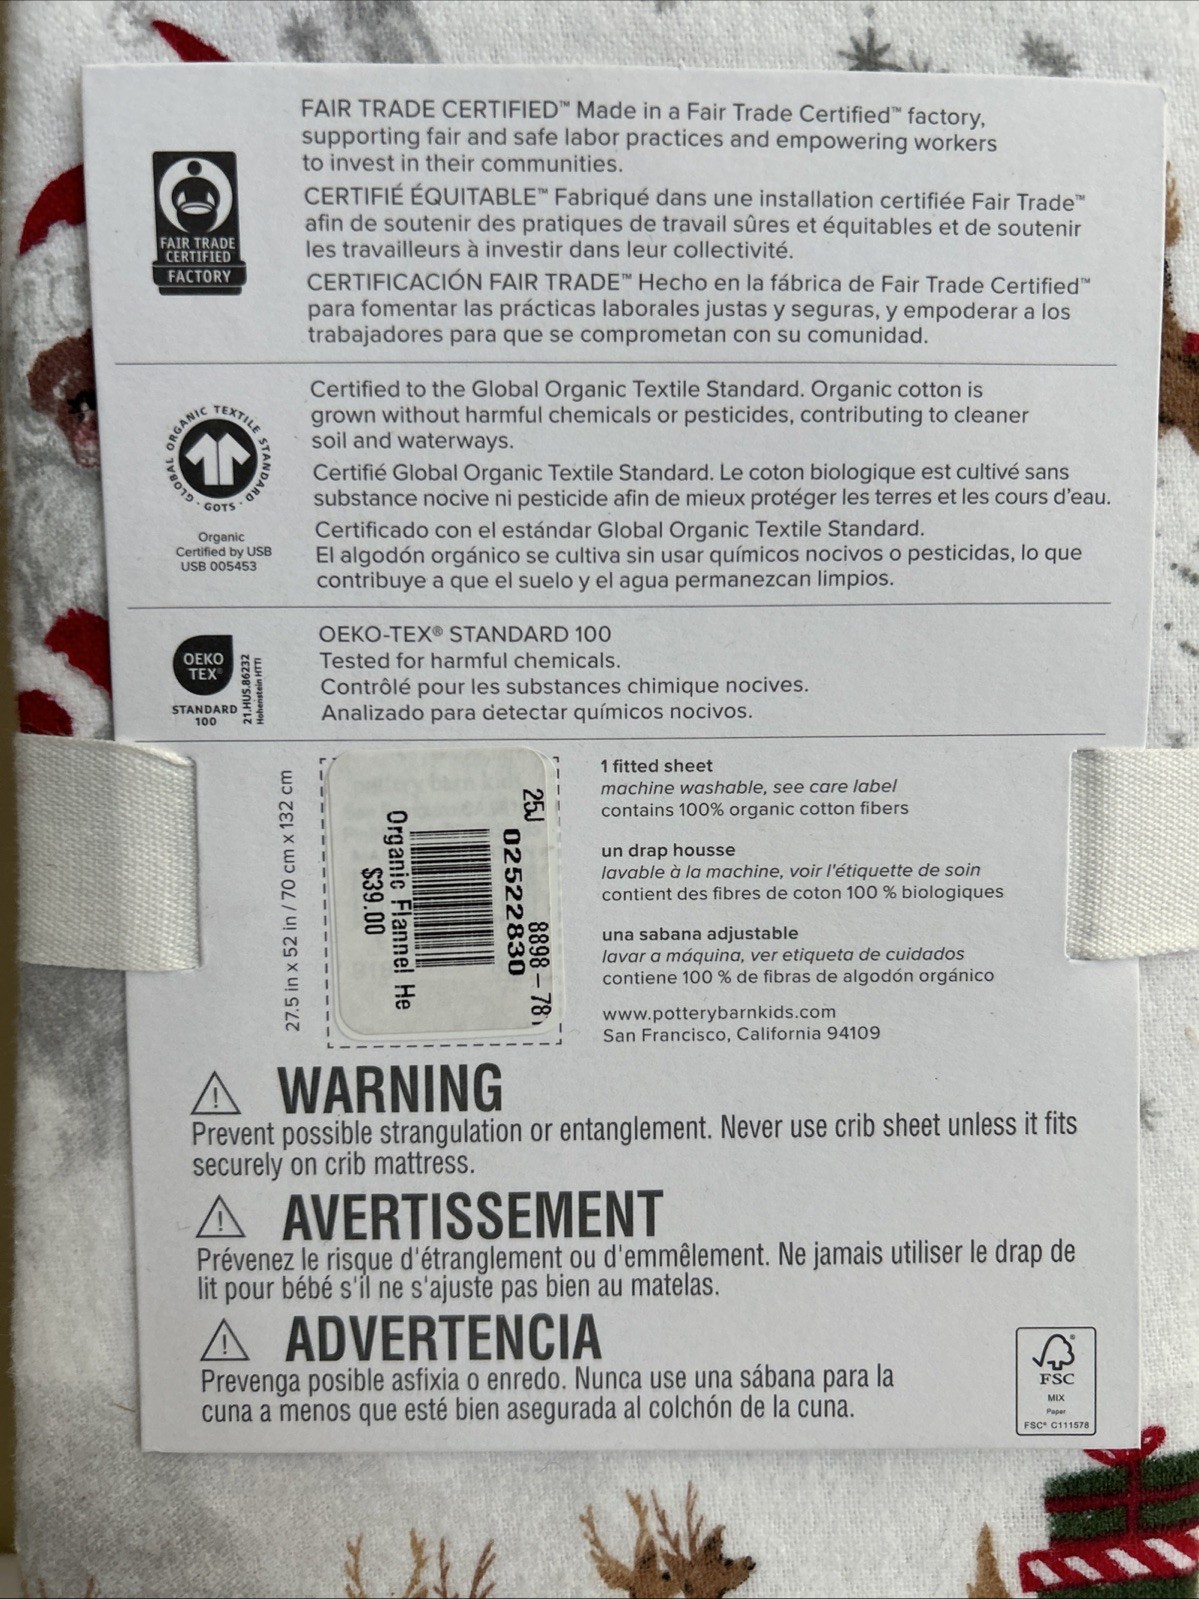 FAIR TRADE CERTIFIED™ Made in a Fair Trade Certified™ factory,
supporting fair and safe labor practices and empowering workers
to invest in their communities.
CERTIFIÉ ÉQUITABLE™ Fabriqué dans une installation certifiée Fair Trade™
afin de soutenir des pratiques de travail sûres et équitables et de soutenir
les travailleurs à investir dans leur collectivité.
CERTIFICACIÓN FAIR TRADE™ Hecho en la fábrica de Fair Trade Certified™
para fomentar las prácticas laborales justas y seguras, y empoderar a los
trabajadores para que se comprometan con su comunidad.
FAIR TRADE
CERTIFIED
FACTORY
Certified to the Global Organic Textile Standard. Organic cotton is
grown without harmful chemicals or pesticides, contributing to cleaner
soil and waterways.
Certifié Global Organic Textile Standard. Le coton biologique est cultivé sans
substance nocive ni pesticide afin de mieux protéger les terres et les cours d'eau.
Certificado con el estándar Global Organic Textile Standard.
El algodón orgánico se cultiva sin usar químicos nocivos o pesticidas, lo que
contribuye a que el suelo y el agua permanezcan limpios.
GLOBAL ORGANIC TEXTILE STANDARD · GOTS ·
Organic
Certified by USB
USB 005453
OEKO-TEX® STANDARD 100
Tested for harmful chemicals.
Contrôlé pour les substances chimique nocives.
Analizado para detectar químicos nocivos.
OEKO
TEX®
STANDARD
100
21.HUS.86232
Hohenstein HTTI
27.5 in x 52 in / 70 cm x 132 cm
25J 8898-78
02522830
Organic Flannel He
$39.00
1 fitted sheet
machine washable, see care label
contains 100% organic cotton fibers
un drap housse
lavable à la machine, voir l'étiquette de soin
contient des fibres de coton 100 % biologiques
una sabana adjustable
lavar a máquina, ver etiqueta de cuidados
contiene 100 % de fibras de algodón orgánico
www.potterybarnkids.com
San Francisco, California 94109
WARNING
Prevent possible strangulation or entanglement. Never use crib sheet unless it fits
securely on crib mattress.
AVERTISSEMENT
Prévenez le risque d'étranglement ou d'emmêlement. Ne jamais utiliser le drap de
lit pour bébé s'il ne s'ajuste pas bien au matelas.
ADVERTENCIA
Prevenga posible asfixia o enredo. Nunca use una sábana para la
cuna a menos que esté bien asegurada al colchón de la cuna.
FSC
MIX
Paper
FSC® C111578